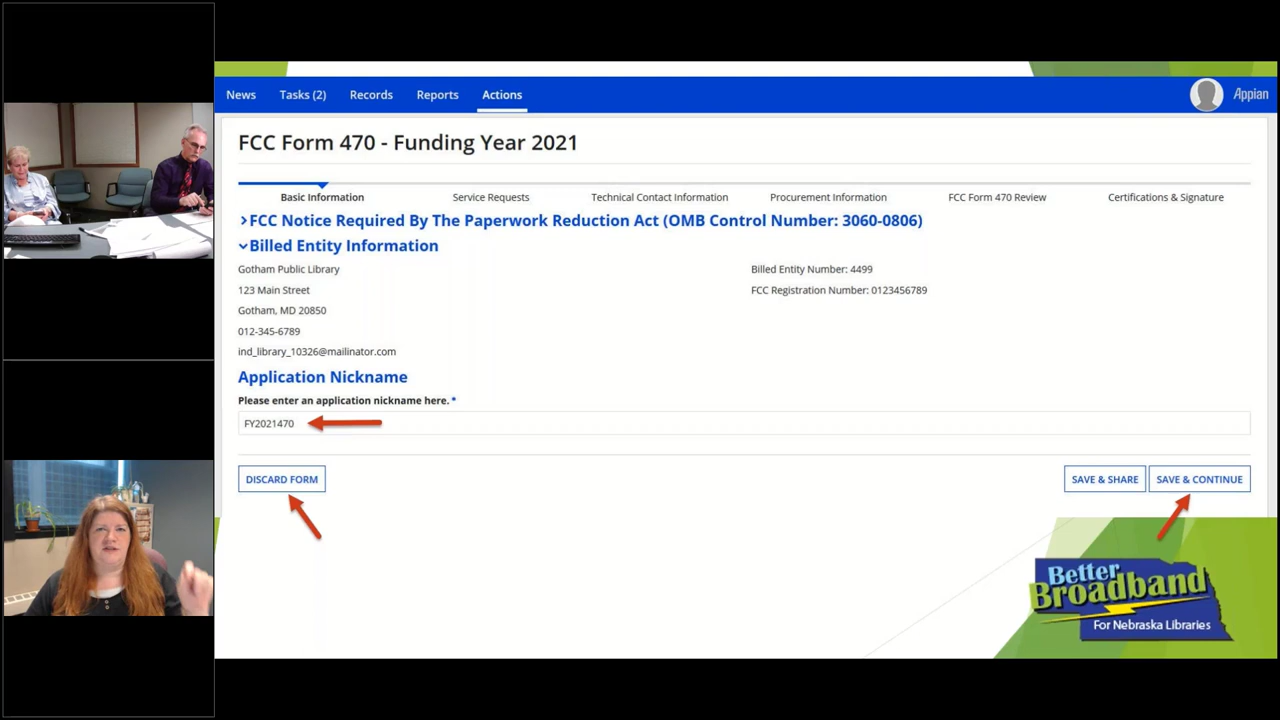 News Tasks (2) Records Reports Actions Appian
FCC Form 470 - Funding Year 2021
Basic Information Service Requests Technical Contact Information Procurement Information FCC Form 470 Review Certifications & Signature
FCC Notice Required By The Paperwork Reduction Act (OMB Control Number: 3060-0806)
Billed Entity Information
Gotham Public Library Billed Entity Number: 4499
123 Main Street FCC Registration Number: 0123456789
Gotham, MD 20850
012-345-6789
ind_library_10326@mailinator.com
Application Nickname
Please enter an application nickname here. *
FY2021470
DISCARD FORM SAVE & SHARE SAVE & CONTINUE
Better
Broadband
For Nebraska Libraries